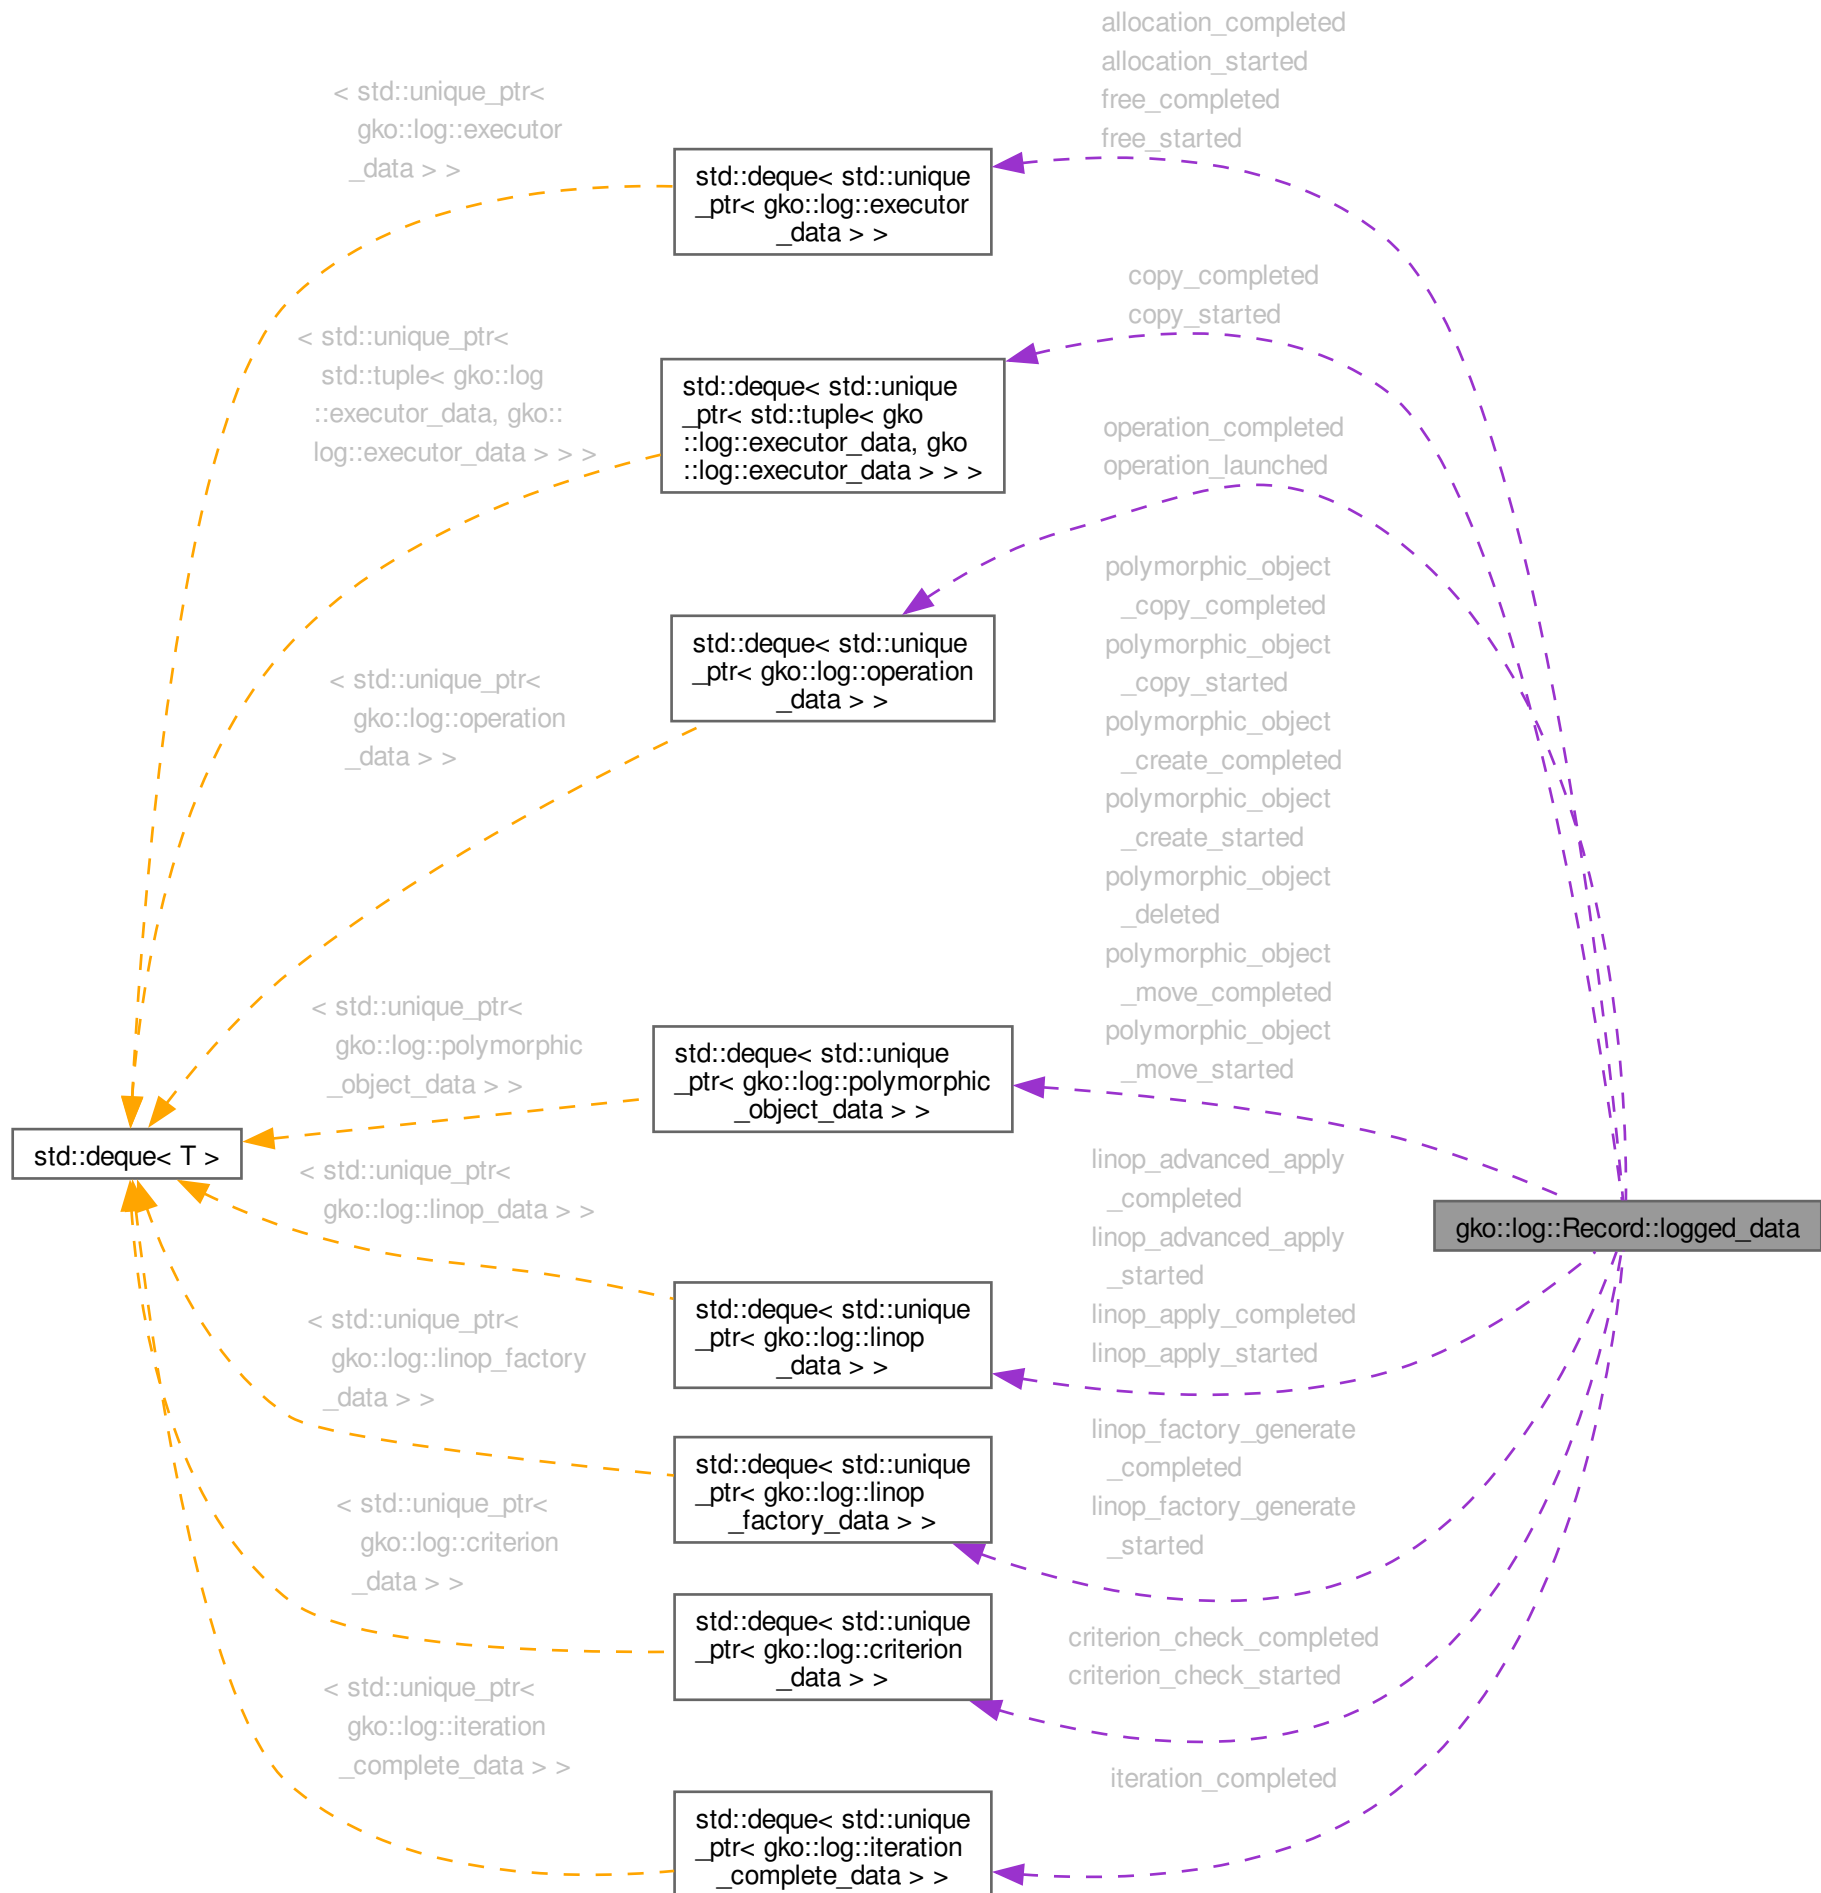 allocation_completed
allocation_started
free_completed
free_started
< std::unique_ptr<
gko::log::executor
_data > >
std::deque< std::unique
_ptr< gko::log::executor
_data > >
copy_completed
copy_started
< std::unique_ptr<
std::tuple< gko::log
::executor_data, gko::
log::executor_data > > >
std::deque< std::unique
_ptr< std::tuple< gko
::log::executor_data, gko
::log::executor_data > > >
operation_completed
operation_launched
std::deque< std::unique
_ptr< gko::log::operation
_data > >
< std::unique_ptr<
gko::log::operation
_data > >
polymorphic_object
_copy_completed
polymorphic_object
_copy_started
polymorphic_object
_create_completed
polymorphic_object
_create_started
polymorphic_object
_deleted
polymorphic_object
_move_completed
polymorphic_object
_move_started
< std::unique_ptr<
gko::log::polymorphic
_object_data > >
std::deque< std::unique
_ptr< gko::log::polymorphic
_object_data > >
std::deque< T >
< std::unique_ptr<
gko::log::linop_data > >
linop_advanced_apply
_completed
linop_advanced_apply
_started
linop_apply_completed
linop_apply_started
gko::log::Record::logged_data
std::deque< std::unique
_ptr< gko::log::linop
_data > >
< std::unique_ptr<
gko::log::linop_factory
_data > >
linop_factory_generate
_completed
linop_factory_generate
_started
std::deque< std::unique
_ptr< gko::log::linop
_factory_data > >
< std::unique_ptr<
gko::log::criterion
_data > >
std::deque< std::unique
_ptr< gko::log::criterion
_data > >
criterion_check_completed
criterion_check_started
< std::unique_ptr<
gko::log::iteration
_complete_data > >
iteration_completed
std::deque< std::unique
_ptr< gko::log::iteration
_complete_data > >